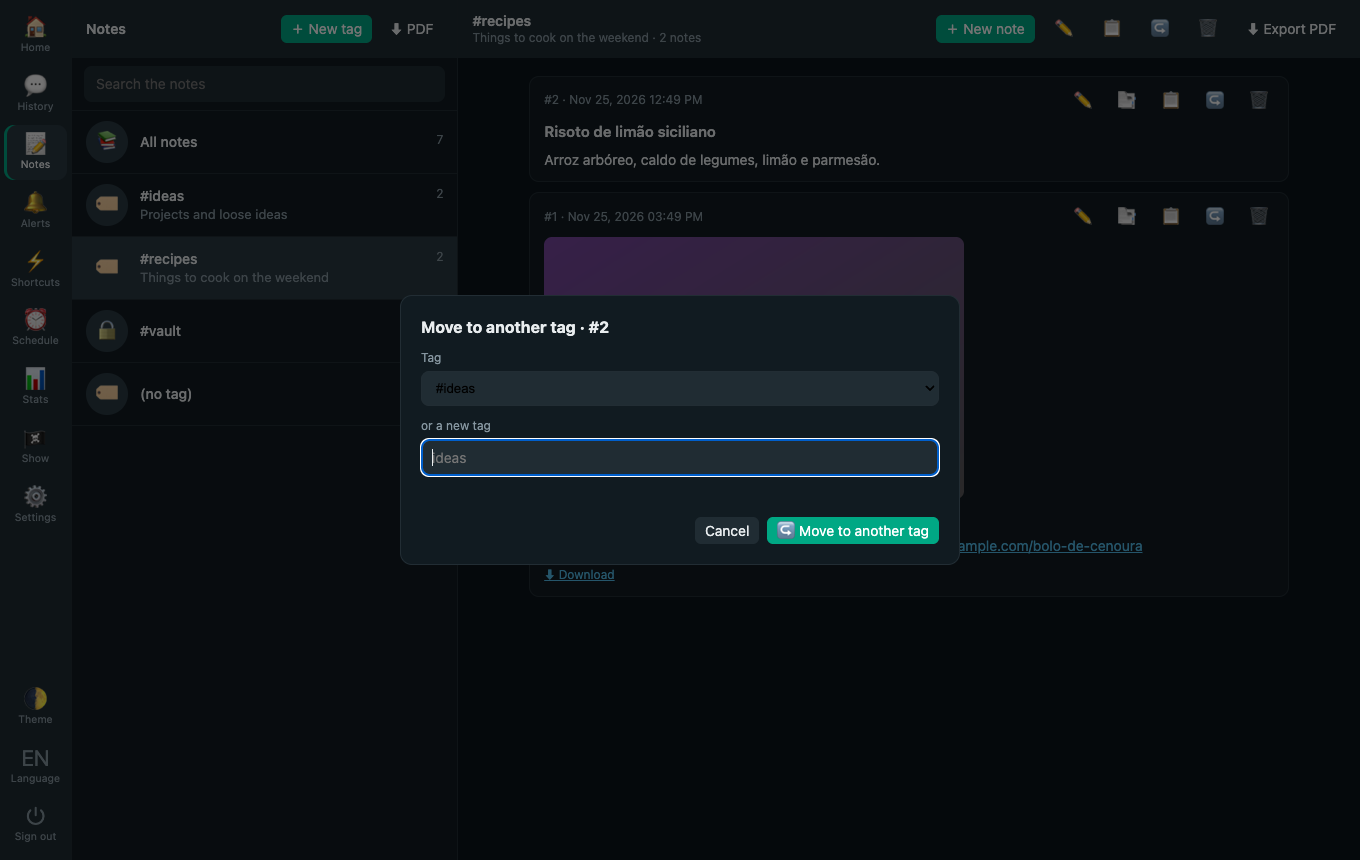 Home
History
Notes
Alerts
Shortcuts
Schedule
Stats
Show
Settings
Theme
EN
Language
Sign out
Notes
+ New tag
⬇ PDF
Search the notes
All notes
7
#ideas
2
Projects and loose ideas
#recipes
2
Things to cook on the weekend
#vault
(no tag)
#recipes
Things to cook on the weekend · 2 notes
+ New note
⬇ Export PDF
#2 · Nov 25, 2026 12:49 PM
Risoto de limão siciliano
Arroz arbóreo, caldo de legumes, limão e parmesão.
#1 · Nov 25, 2026 03:49 PM
ample.com/bolo-de-cenoura
⬇ Download
Move to another tag · #2
Tag
#ideas
or a new tag
ideas
Cancel
Move to another tag